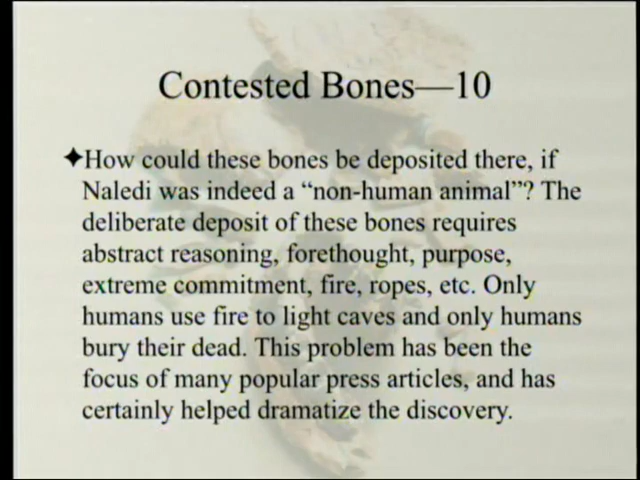 Contested Bones—10
✦How could these bones be deposited there, if
Naledi was indeed a “non-human animal”? The
deliberate deposit of these bones requires
abstract reasoning, forethought, purpose,
extreme commitment, fire, ropes, etc. Only
humans use fire to light caves and only humans
bury their dead. This problem has been the
focus of many popular press articles, and has
certainly helped dramatize the discovery.